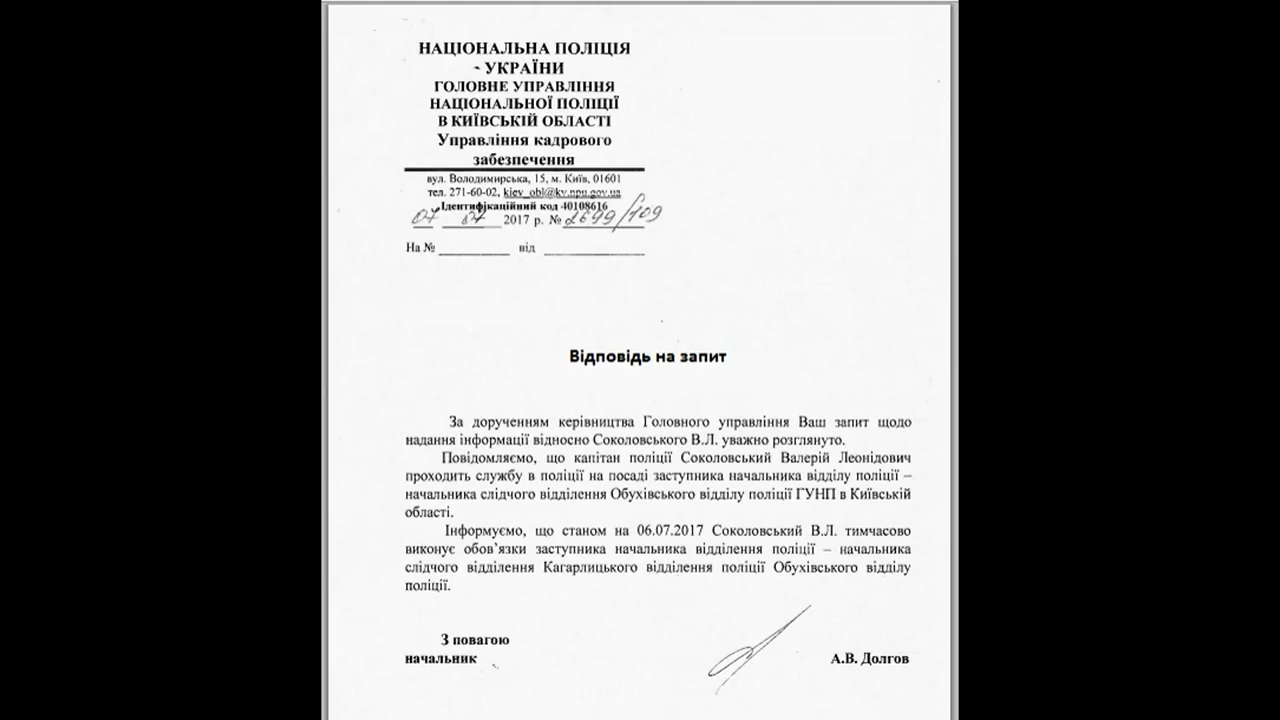 НАЦІОНАЛЬНА ПОЛІЦІЯ
УКРАЇНИ
ГОЛОВНЕ УПРАВЛІННЯ
НАЦІОНАЛЬНОЇ ПОЛІЦІЇ
В КИЇВСЬКІЙ ОБЛАСТІ
Управління кадрового
забезпечення
вул. Володимирська, 15, м. Київ, 01601
тел. 271-60-02, kiev_obl@kv.npu.gov.ua
Ідентифікаційний код 40108616
07 07 2017 р. № 2699/109
На № від
Відповідь на запит
За дорученням керівництва Головного управління Ваш запит щодо
надання інформації відносно Соколовського В.Л. уважно розглянуто.
Повідомляємо, що капітан поліції Соколовський Валерій Леонідович
проходить службу в поліції на посаді заступника начальника відділу поліції –
начальника слідчого відділення Обухівського відділу поліції ГУНП в Київській
області.
Інформуємо, що станом на 06.07.2017 Соколовський В.Л. тимчасово
виконує обов’язки заступника начальника відділення поліції – начальника
слідчого відділення Кагарлицького відділення поліції Обухівського відділу
поліції.
З повагою
начальник А.В. Долгов